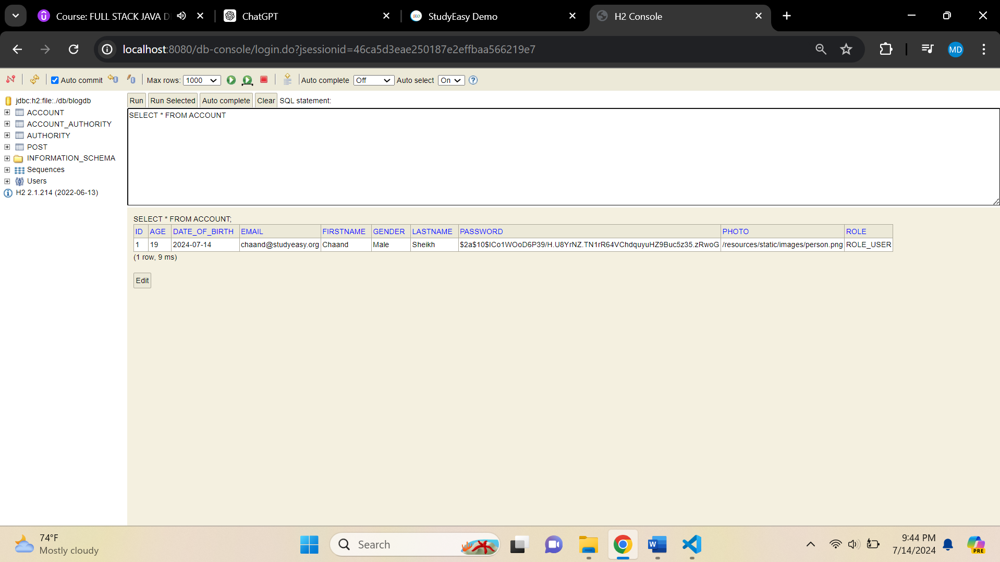 Course: FULL STACK JAVA D
ChatGPT
StudyEasy Demo
H2 Console
localhost:8080/db-console/login.do?jsessionid=46ca5d3eae250187e2effbaa566219e7
MD
Auto commit
Max rows: 1000
Auto complete Off
Auto select On
jdbc:h2:file:./db/blogdb
ACCOUNT
ACCOUNT_AUTHORITY
AUTHORITY
POST
INFORMATION_SCHEMA
Sequences
Users
H2 2.1.214 (2022-06-13)
Run Run Selected Auto complete Clear SQL statement:
SELECT * FROM ACCOUNT
SELECT * FROM ACCOUNT;
ID AGE DATE_OF_BIRTH EMAIL FIRSTNAME GENDER LASTNAME PASSWORD PHOTO ROLE
1 19 2024-07-14 chaand@studyeasy.org Chaand Male Sheikh $2a$10$ICo1WOoD6P39/H.U8YrNZ.TN1rR64VChdquyuHZ9Buc5z35.zRwoG /resources/static/images/person.png ROLE_USER
(1 row, 9 ms)
Edit
74°F
Mostly cloudy
Search
9:44 PM
7/14/2024
PRE